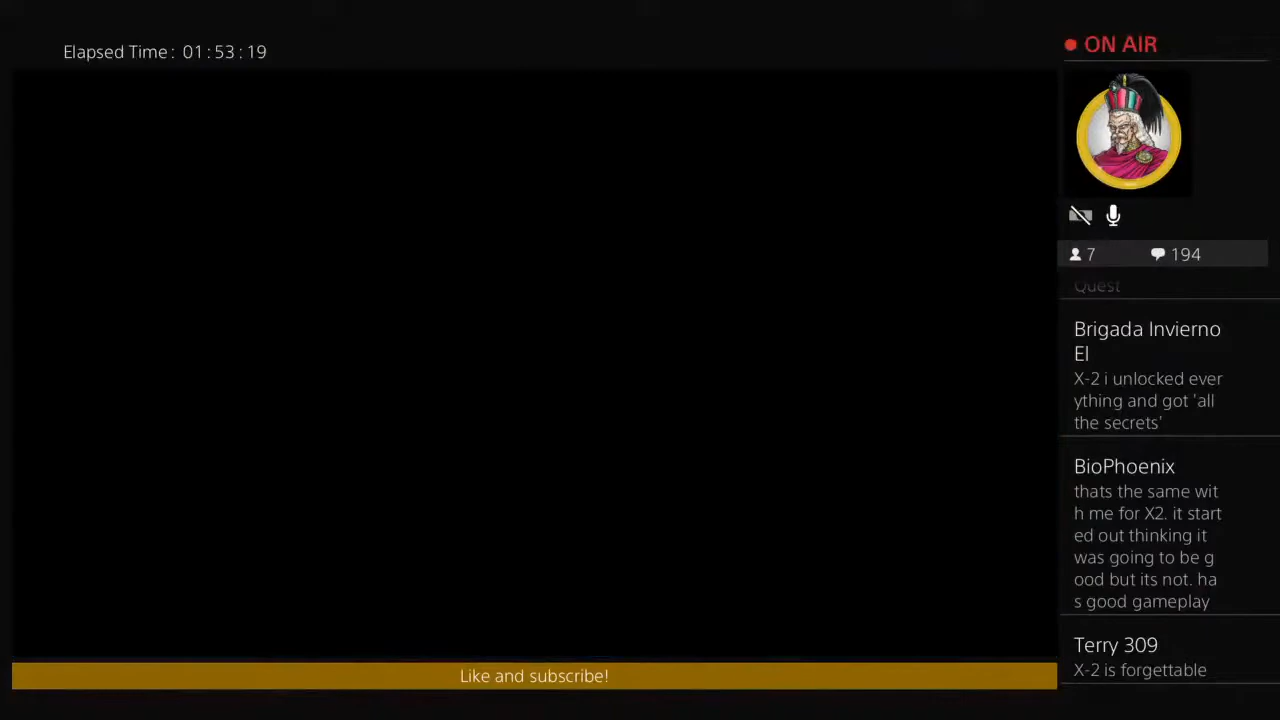 Elapsed Time: 01:53:19
ON AIR
7
194
Quest
Brigada Invierno
El
X-2 i unlocked ever
ything and got 'all
the secrets'
BioPhoenix
thats the same wit
h me for X2. it start
ed out thinking it
was going to be g
ood but its not. ha
s good gameplay
Terry 309
X-2 is forgettable
Like and subscribe!